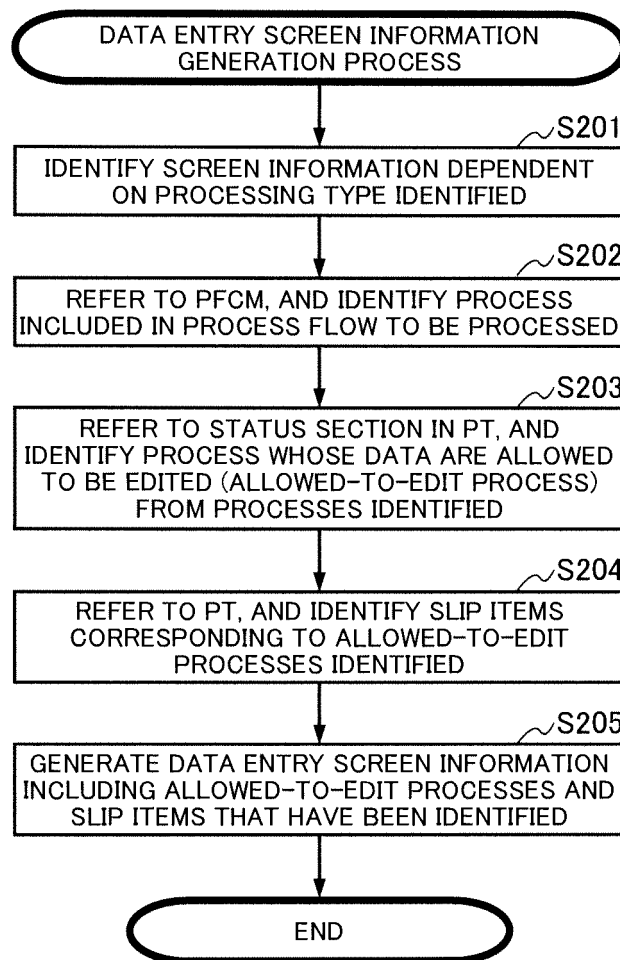 DATA ENTRY SCREEN INFORMATION
GENERATION PROCESS
S201
IDENTIFY SCREEN INFORMATION DEPENDENT
ON PROCESSING TYPE IDENTIFIED
S202
REFER TO PFCM, AND IDENTIFY PROCESS
INCLUDED IN PROCESS FLOW TO BE PROCESSED
S203
REFER TO STATUS SECTION IN PT, AND
IDENTIFY PROCESS WHOSE DATA ARE ALLOWED
TO BE EDITED (ALLOWED-TO-EDIT PROCESS)
FROM PROCESSES IDENTIFIED
S204
REFER TO PT, AND IDENTIFY SLIP ITEMS
CORRESPONDING TO ALLOWED-TO-EDIT
PROCESSES IDENTIFIED
S205
GENERATE DATA ENTRY SCREEN INFORMATION
INCLUDING ALLOWED-TO-EDIT PROCESSES AND
SLIP ITEMS THAT HAVE BEEN IDENTIFIED
END